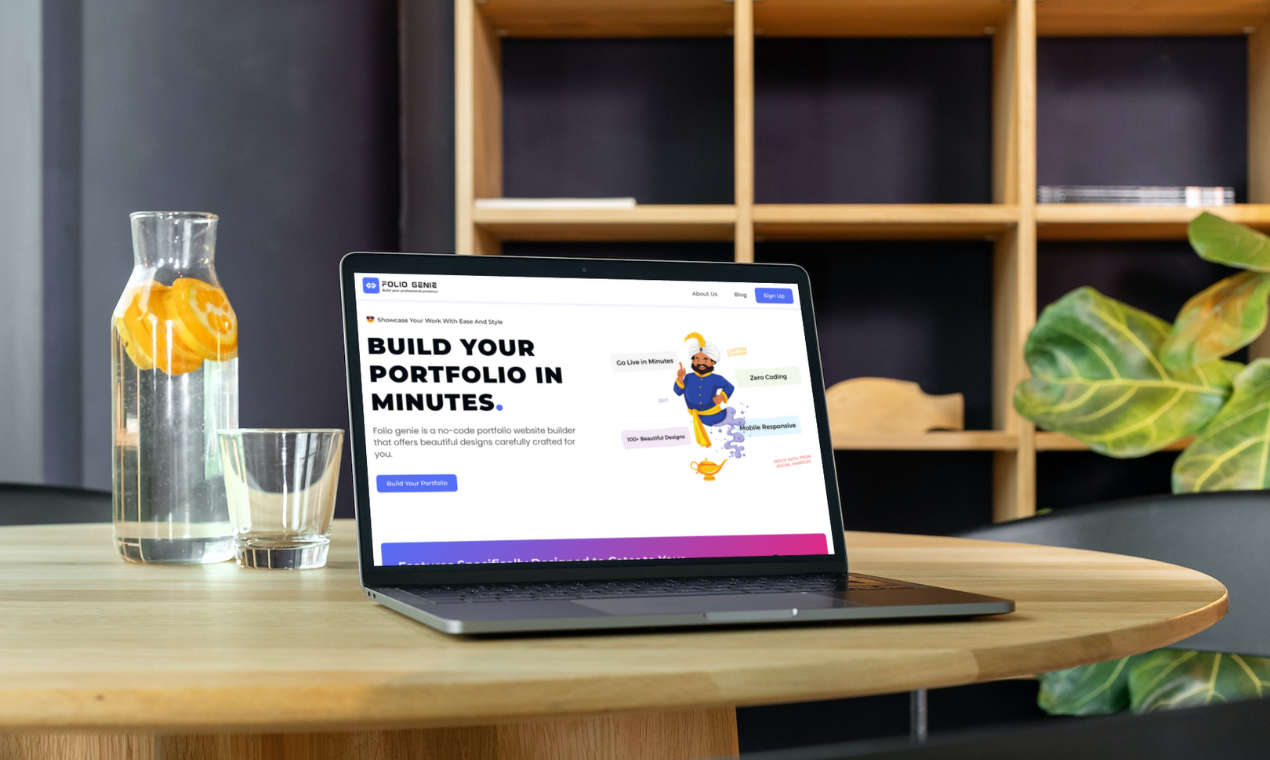 FOLIO GENIE
Build your professional presence
About Us
Blog
Sign Up
Showcase Your Work With Ease And Style
BUILD YOUR
PORTFOLIO IN
MINUTES.
Folio genie is a no-code portfolio website builder
that offers beautiful designs carefully crafted for
you.
Build Your Portfolio
Go Live in Minutes
CUSTOM
DOMAIN
Zero Coding
SEO
Mobile Responsive
100+ Beautiful Designs
FETCH DATA FROM
SOCIAL HANDLES
Features Specifically Designed to Cater to Your